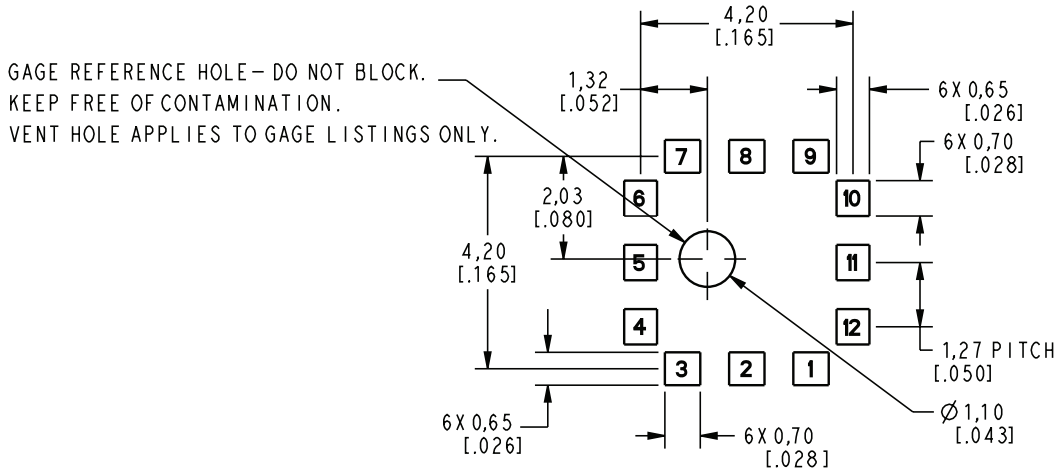 4,20
[.165]
GAGE REFERENCE HOLE– DO NOT BLOCK.
KEEP FREE OF CONTAMINATION.
VENT HOLE APPLIES TO GAGE LISTINGS ONLY.
1,32
[.052]
6X 0,65
[.026]
6X 0,70
[.028]
7
8
9
2,03
[.080]
6
10
4,20
[.165]
5
11
4
12
1,27 PITCH
[.050]
3
2
1
6X 0,65
[.026]
6X 0,70
[.028]
Ø 1,10
[.043]